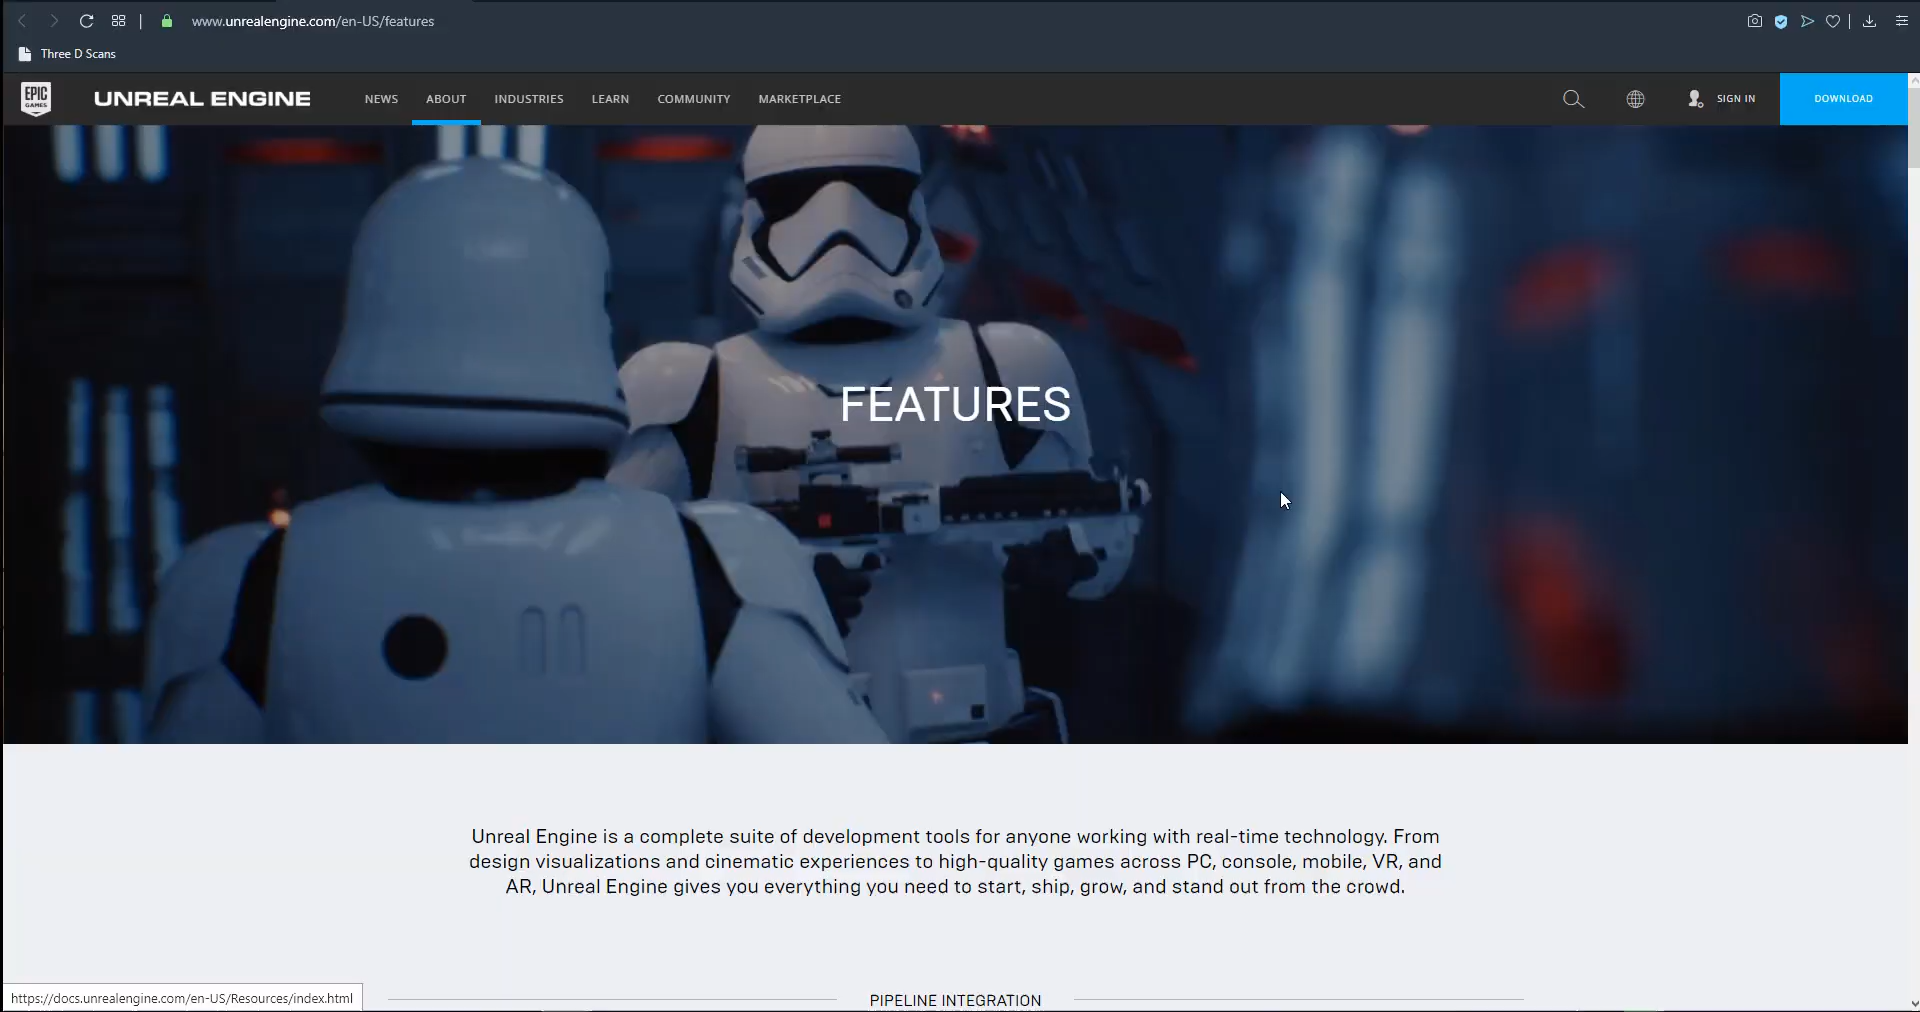 www.unrealengine.com/en-US/features
Three D Scans
EPIC
GAMES
UNREAL ENGINE
NEWS
ABOUT
INDUSTRIES
LEARN
COMMUNITY
MARKETPLACE
SIGN IN
DOWNLOAD
FEATURES
Unreal Engine is a complete suite of development tools for anyone working with real-time technology. From
design visualizations and cinematic experiences to high-quality games across PC, console, mobile, VR, and
AR, Unreal Engine gives you everything you need to start, ship, grow, and stand out from the crowd.
https://docs.unrealengine.com/en-US/Resources/index.html
PIPELINE INTEGRATION